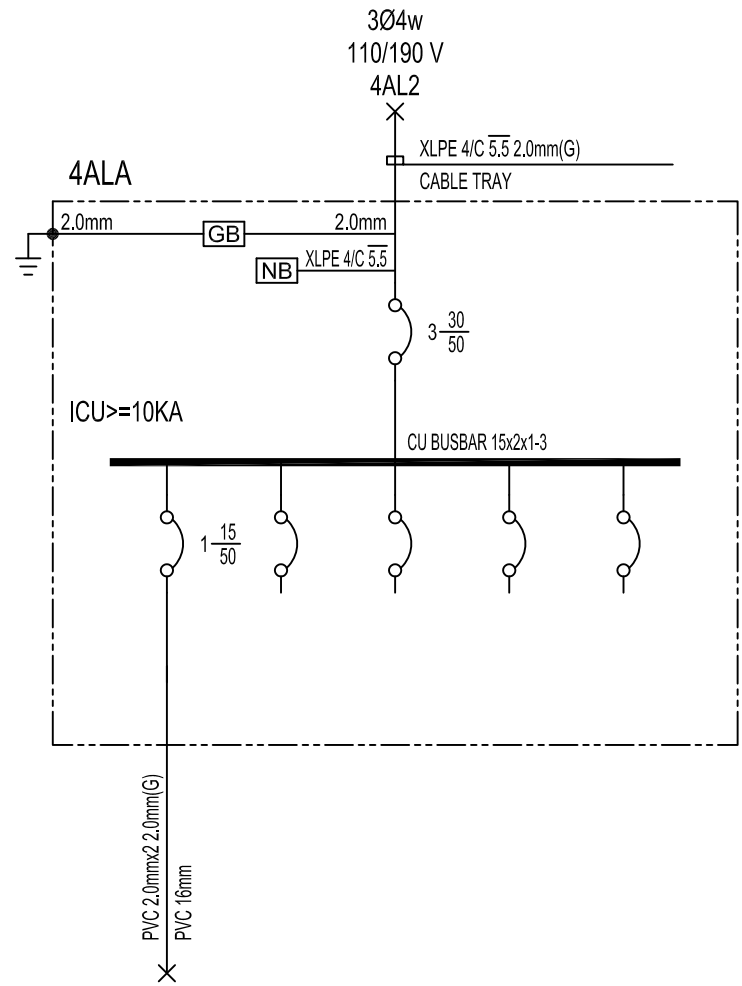 3Ø4w
110/190 V
4AL2
XLPE 4/C 5.5 2.0mm(G)
CABLE TRAY
4ALA
2.0mm
GB
2.0mm
NB
XLPE 4/C 5.5
3 30/50
ICU>=10KA
CU BUSBAR 15x2x1-3
1 15/50
PVC 2.0mmx2 2.0mm(G)
PVC 16mm